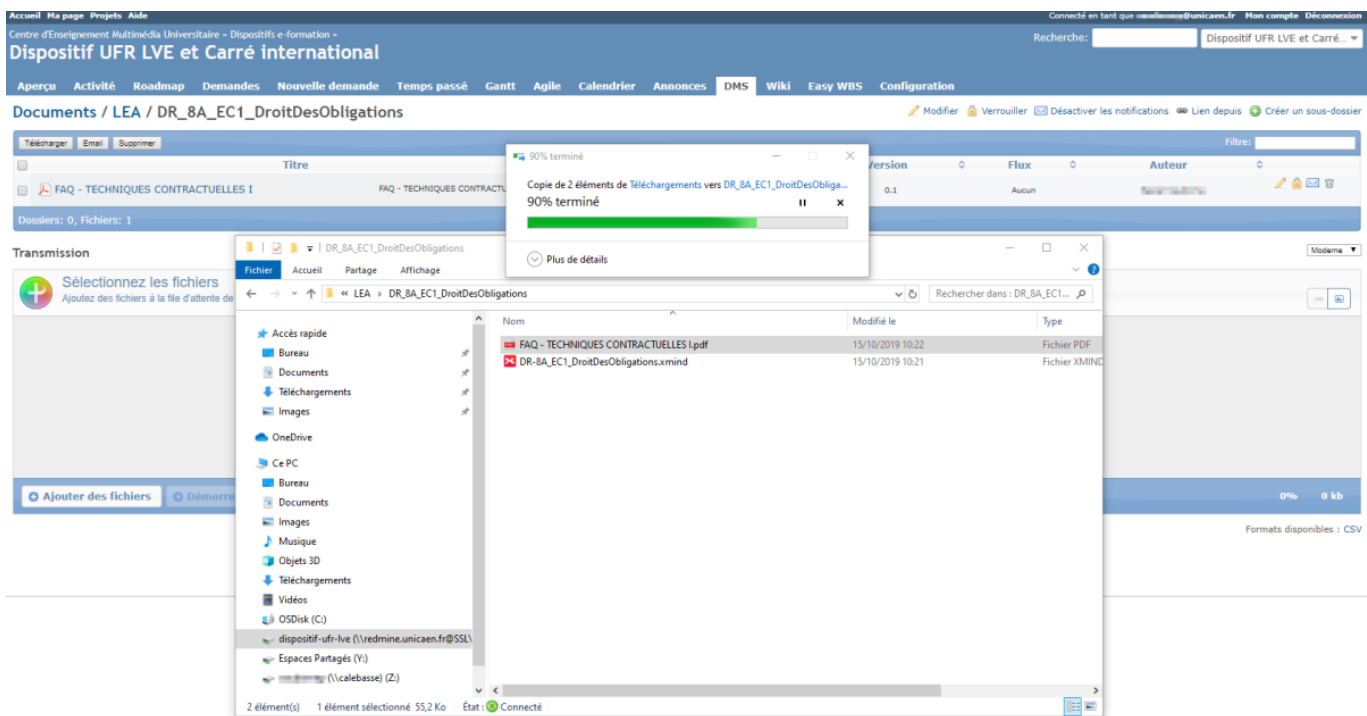 Accueil Ma page Projets Aide
Connecté en tant que @unicaen.fr Mon compte Déconnexion
Centre d'Enseignement Multimédia Universitaire » Dispositifs e-formation »
Dispositif UFR LVE et Carré international
Recherche:
Dispositif UFR LVE et Carré...
Aperçu Activité Roadmap Demandes Nouvelle demande Temps passé Gantt Agile Calendrier Annonces DMS Wiki Easy WBS Configuration
Documents / LEA / DR_8A_EC1_DroitDesObligations
Modifier Verrouiller Désactiver les notifications Lien depuis Créer un sous-dossier
Télécharger Email Supprimer
Filtre:
Titre
Version Flux Auteur
FAQ - TECHNIQUES CONTRACTUELLES I
FAQ - TECHNIQUES CONTRACTU
0.1 Aucun
Dossiers: 0, Fichiers: 1
90% terminé
Copie de 2 éléments de Téléchargements vers DR_8A_EC1_DroitDesObliga...
90% terminé
Plus de détails
Transmission
Moderne
Sélectionnez les fichiers
Ajoutez des fichiers à la file d'attente de
Ajouter des fichiers Démarre
0% 0 kb
Formats disponibles : CSV
DR_8A_EC1_DroitDesObligations
Fichier Accueil Partage Affichage
« LEA > DR_8A_EC1_DroitDesObligations
Rechercher dans : DR_8A_EC1...
Nom Modifié le Type
FAQ - TECHNIQUES CONTRACTUELLES I.pdf 15/10/2019 10:22 Fichier PDF
DR-8A_EC1_DroitDesObligations.xmind 15/10/2019 10:21 Fichier XMIND
Accès rapide
Bureau
Documents
Téléchargements
Images
OneDrive
Ce PC
Bureau
Documents
Images
Musique
Objets 3D
Téléchargements
Vidéos
OSDisk (C:)
dispositif-ufr-lve (\\redmine.unicaen.fr@SSL\
Espaces Partagés (Y:)
(\\calebasse) (Z:)
2 élément(s) 1 élément sélectionné 55,2 Ko État : Connecté